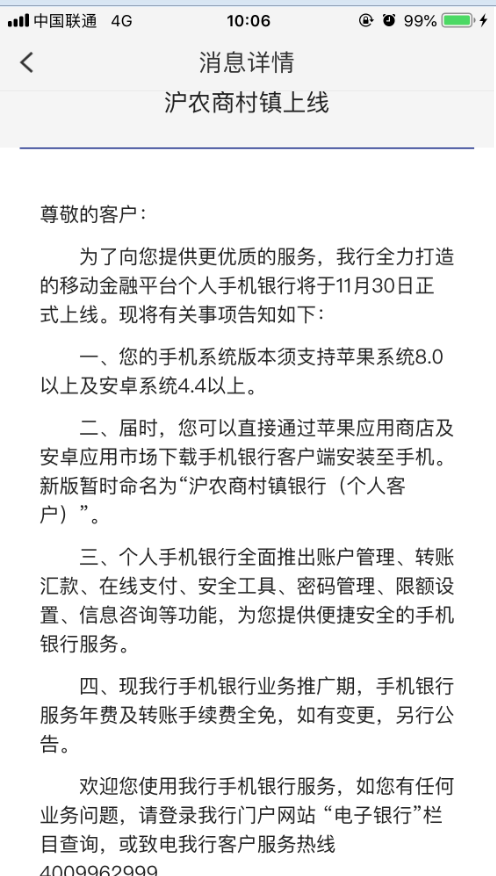 中国联通 4G 10:06 99%
消息详情
沪农商村镇上线
尊敬的客户：
为了向您提供更优质的服务，我行全力打造
的移动金融平台个人手机银行将于11月30日正
式上线。现将有关事项告知如下：
一、您的手机系统版本须支持苹果系统8.0
以上及安卓系统4.4以上。
二、届时，您可以直接通过苹果应用商店及
安卓应用市场下载手机银行客户端安装至手机。
新版暂时命名为“沪农商村镇银行（个人客
户）”。
三、个人手机银行全面推出账户管理、转账
汇款、在线支付、安全工具、密码管理、限额设
置、信息咨询等功能，为您提供便捷安全的手机
银行服务。
四、现我行手机银行业务推广期，手机银行
服务年费及转账手续费全免，如有变更，另行公
告。
欢迎您使用我行手机银行服务，如您有任何
业务问题，请登录我行门户网站 “电子银行”栏
目查询，或致电我行客户服务热线
4009962999